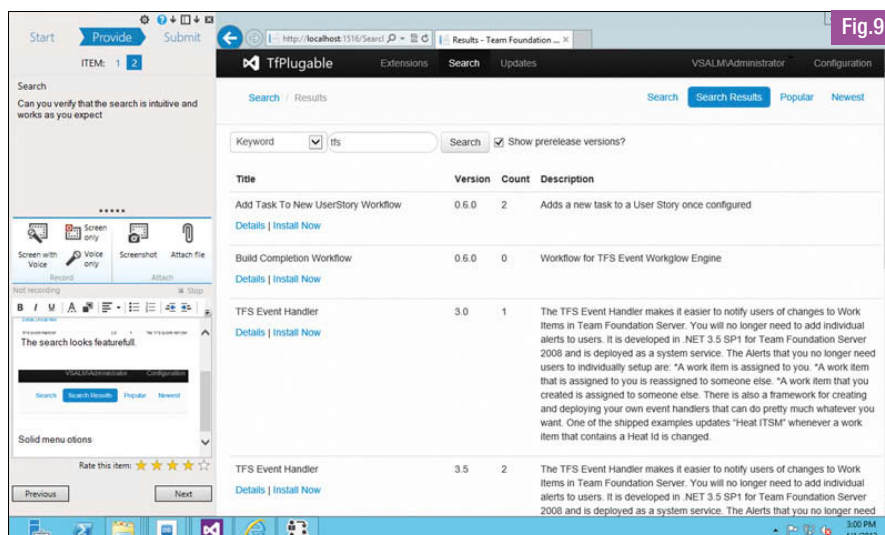 Fig.9
Start Provide Submit
ITEM: 1 2
Search
Can you verify that the search is intuitive and
works as you expect
Screen with Voice
Screen only
Voice only
Screenshot
Attach file
Record Attach
Not recording Stop
B I U A
The search looks featurefull.
VSALM\Administrator Configuration
Search Search Results Popular Newest
Solid menu otions
Rate this item:
Previous Next
http://localhost:1516/Searcl
Results - Team Foundation ...
TfPlugable Extensions Search Updates VSALM\Administrator Configuration
Search / Results Search Search Results Popular Newest
Keyword tfs Search Show prerelease versions?
Title Version Count Description
Add Task To New UserStory Workflow 0.6.0 2 Adds a new task to a User Story once configured
Details | Install Now
Build Completion Workflow 0.6.0 0 Workflow for TFS Event Workglow Engine
Details | Install Now
TFS Event Handler 3.0 1 The TFS Event Handler makes it easier to notify users of changes to Work
Details | Install Now
Items in Team Foundation Server. You will no longer need to add individual
alerts to users. It is developed in .NET 3.5 SP1 for Team Foundation Server
2008 and is deployed as a system service. The Alerts that you no longer need
users to individually setup are: *A work item is assigned to you. *A work item
that is assigned to you is reassigned to someone else. *A work item that you
created is assigned to someone else. There is also a framework for creating
and deploying your own event handlers that can do pretty much whatever you
want. One of the shipped examples updates "Heat ITSM" whenever a work
item that contains a Heat Id is changed.
TFS Event Handler 3.5 2 The TFS Event Handler makes it easier to notify users of changes to Work
Details | Install Now
Items in Team Foundation Server. You will no longer need to add individual
alerts to users. It is developed in .NET 3.5 SP1 for Team Foundation Server
2008 and is deployed as a system service. The Alerts that you no longer need
3:00 PM